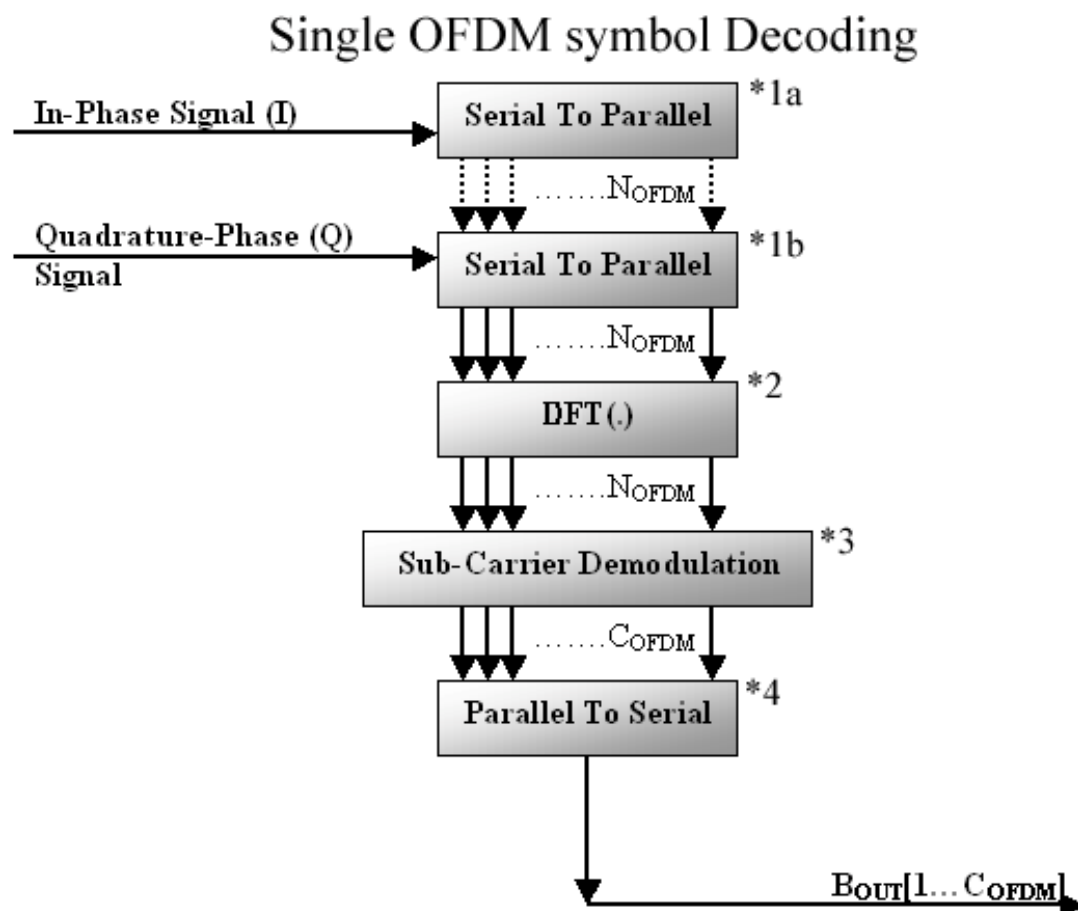 Single OFDM symbol Decoding
*1a
In-Phase Signal (I)
Serial To Parallel
.......NOFDM
*1b
Quadrature-Phase (Q)
Signal
Serial To Parallel
.......NOFDM
*2
DFT(.)
.......NOFDM
*3
Sub-Carrier Demodulation
.......COFDM
*4
Parallel To Serial
BOUT[1... COFDM]